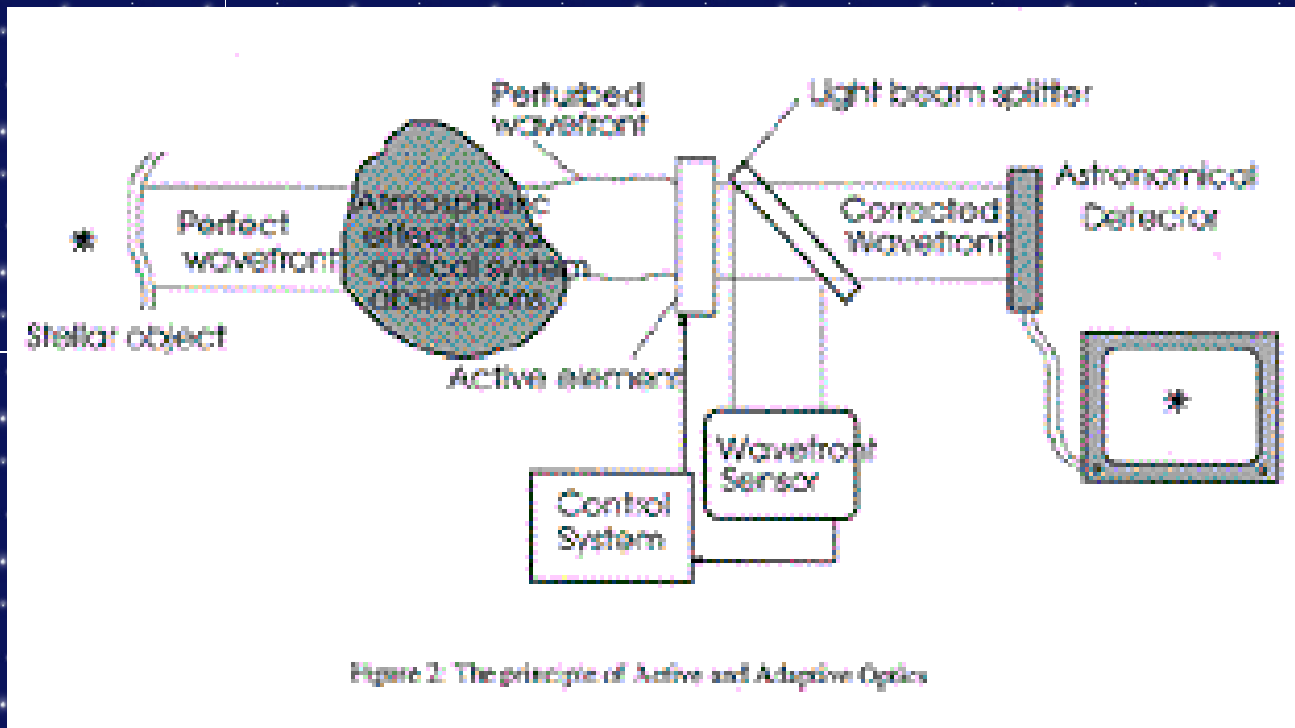 Perturbed
wavefront
Light beam splitter
Perfect
wavefront
Atmospheric
effects and
optical system
aberrations
Corrected
Wavefront
Astronomical
Detector
Stellar object
Active element
Wavefront
Sensor
Control
System
Figure 2: The principle of Active and Adaptive Optics